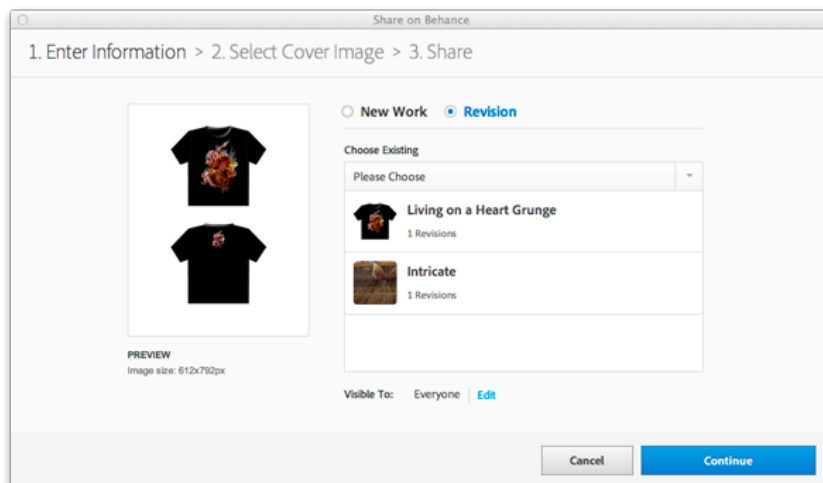 Share on Behance
1. Enter Information > 2. Select Cover Image > 3. Share
New Work Revision
Choose Existing
Please Choose
Living on a Heart Grunge
1 Revisions
Intricate
1 Revisions
PREVIEW
Image size: 612x792px
Visible To: Everyone Edit
Cancel Continue